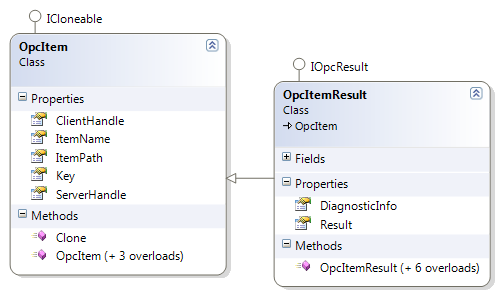 ICloneable
OpcItem
Class
Properties
ClientHandle
ItemName
ItemPath
Key
ServerHandle
Methods
Clone
OpcItem (+ 3 overloads)
IOpcResult
OpcItemResult
Class
OpcItem
Fields
Properties
DiagnosticInfo
Result
Methods
OpcItemResult (+ 6 overloads)